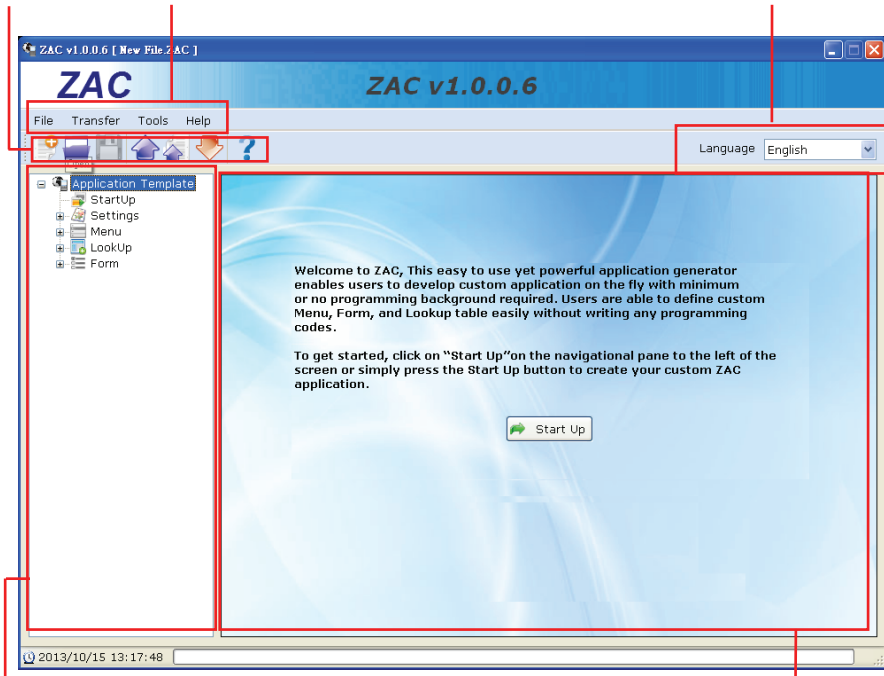 ZAC v1.0.0.6 [ New File.ZAC ]
ZAC
ZAC v1.0.0.6
File Transfer Tools Help
Language English
Application Template
StartUp
Settings
Menu
LookUp
Form
Welcome to ZAC, This easy to use yet powerful application generator
enables users to develop custom application on the fly with minimum
or no programming background required. Users are able to define custom
Menu, Form, and Lookup table easily without writing any programming
codes.
To get started, click on “Start Up”on the navigational pane to the left of the
screen or simply press the Start Up button to create your custom ZAC
application.
Start Up
2013/10/15 13:17:48